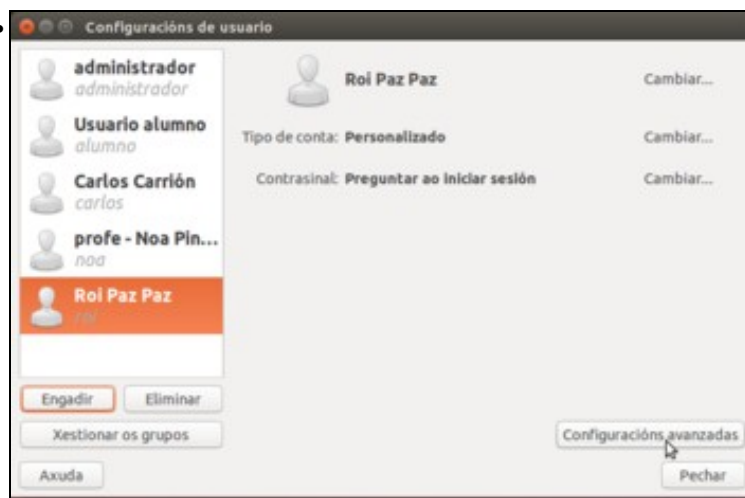 Configuracións de usuario
administrador
administrador
Usuario alumno
alumno
Carlos Carrión
carlos
profe - Noa Pin...
noa
Roi Paz Paz
roi
Engadir Eliminar
Xestionar os grupos
Axuda
Roi Paz Paz Cambiar...
Tipo de conta: Personalizado Cambiar...
Contrasinal: Preguntar ao iniciar sesión Cambiar...
Configuracións avanzadas
Pechar